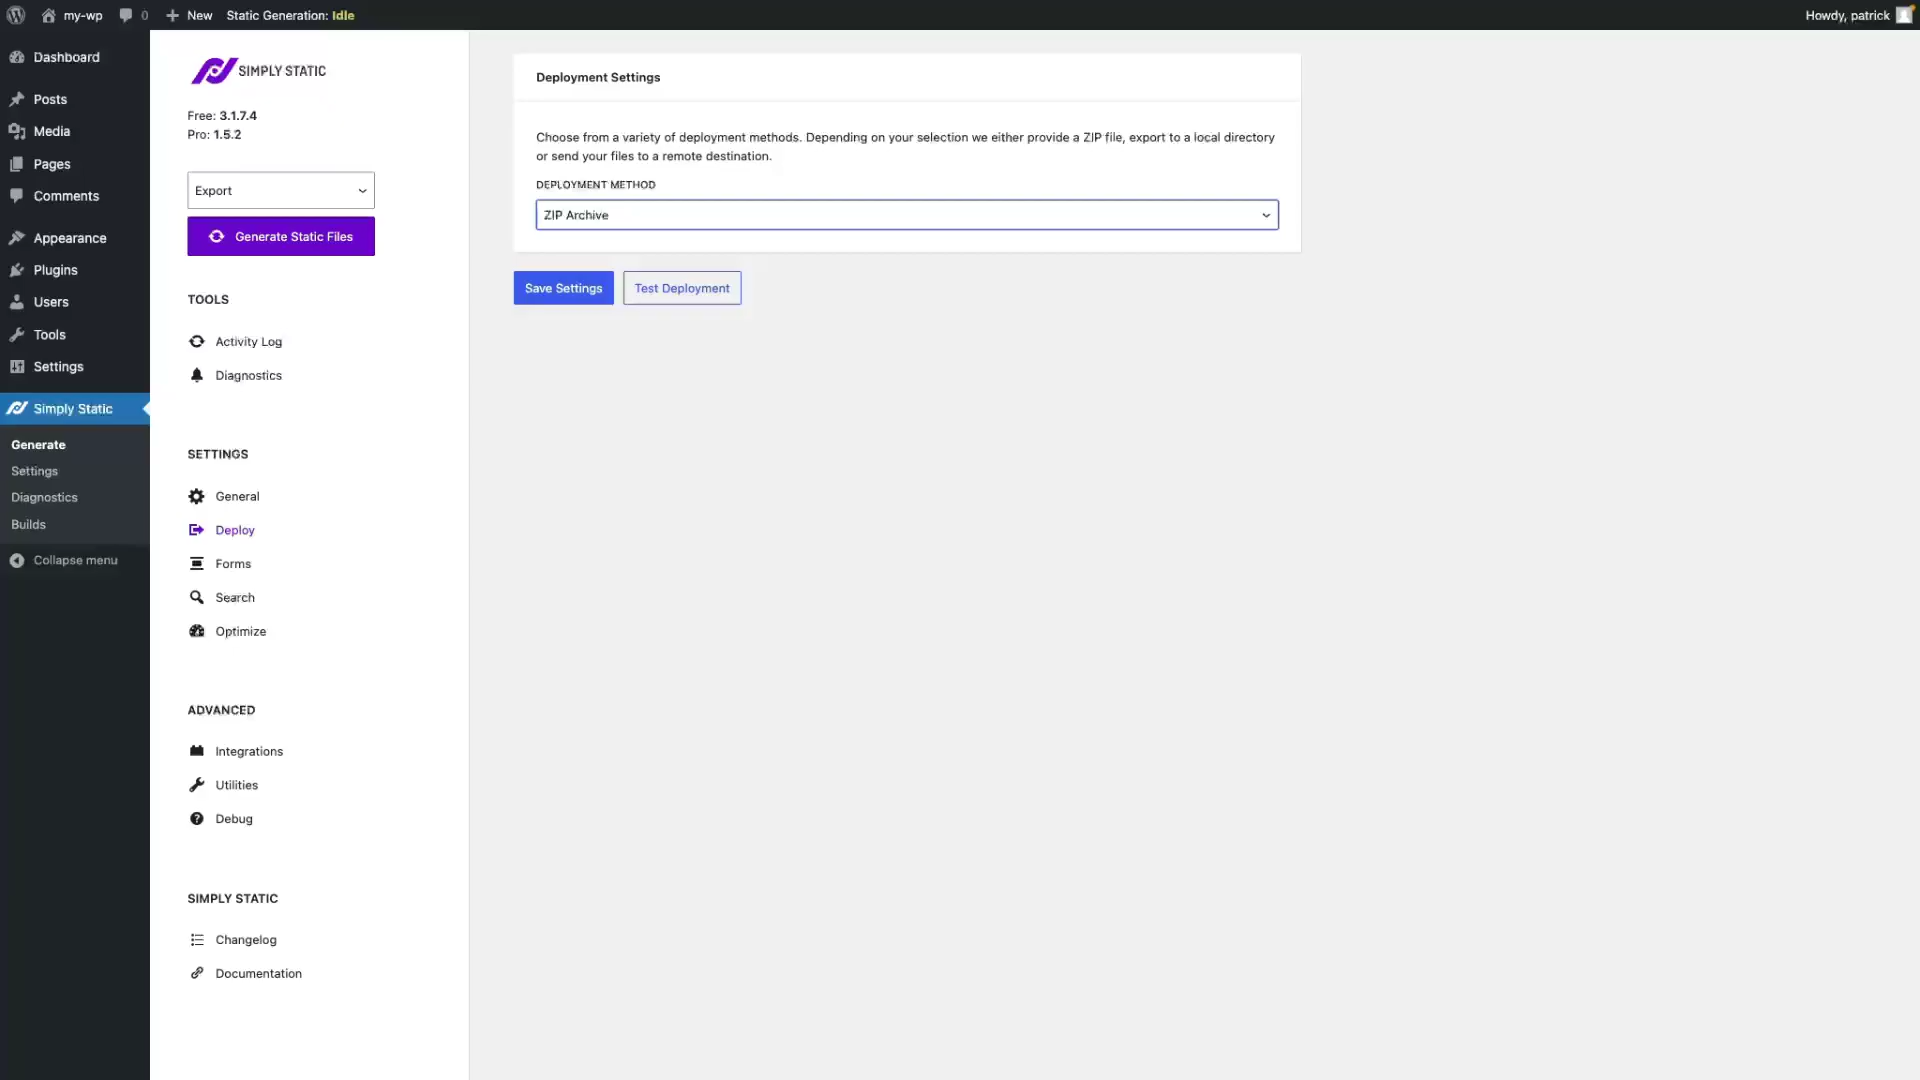 my-wp
0
New
Static Generation: Idle
Howdy, patrick
Dashboard
Posts
Media
Pages
Comments
Appearance
Plugins
Users
Tools
Settings
Simply Static
Generate
Settings
Diagnostics
Builds
Collapse menu
SIMPLY STATIC
Free: 3.1.7.4
Pro: 1.5.2
Export
Generate Static Files
TOOLS
Activity Log
Diagnostics
SETTINGS
General
Deploy
Forms
Search
Optimize
ADVANCED
Integrations
Utilities
Debug
SIMPLY STATIC
Changelog
Documentation
Deployment Settings
Choose from a variety of deployment methods. Depending on your selection we either provide a ZIP file, export to a local directory
or send your files to a remote destination.
DEPLOYMENT METHOD
ZIP Archive
Save Settings
Test Deployment